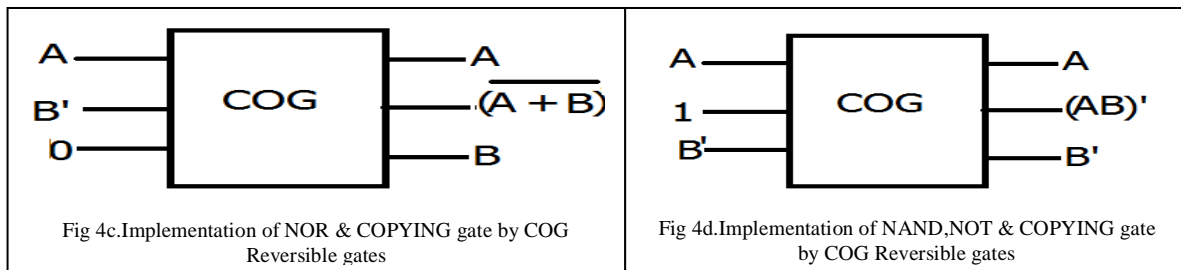 A
B'
0
COG
A
(A + B)
B
Fig 4c.Implementation of NOR & COPYING gate by COG
Reversible gates
A
1
B'
COG
A
(AB)'
B'
Fig 4d.Implementation of NAND,NOT & COPYING gate
by COG Reversible gates